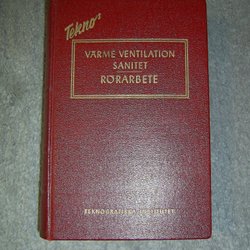 Tekno's
VÄRME VENTILATION
SANITET
RÖRARBETE
TEKNOGRAFISKA INSTITUTET